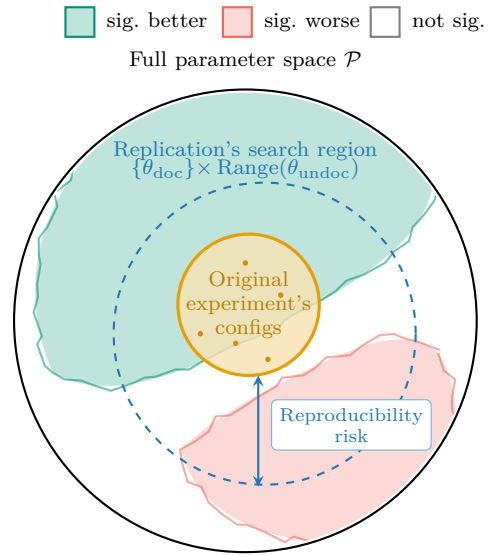 sig. better sig. worse not sig.
Full parameter space 𝒫
Replication's search region
{θ_doc}×Range(θ_undoc)
Original
experiment's
configs
Reproducibility
risk